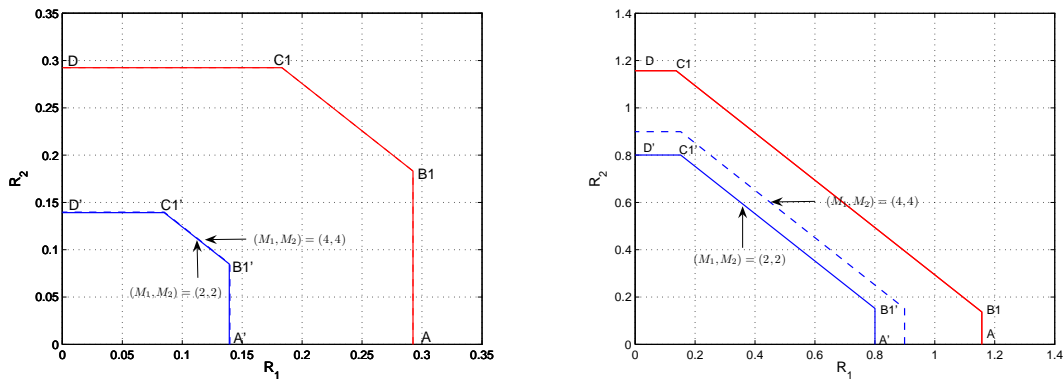 0.35
0.3
0.25
0.2
0.15
0.1
0.05
0
R2
D
C1
B1
D'
C1'
(M1, M2) = (4, 4)
B1'
(M1, M2) = (2, 2)
A'
A
0 0.05 0.1 0.15 0.2 0.25 0.3 0.35
R1
1.4
1.2
1
0.8
0.6
0.4
0.2
0
R2
D
C1
D'
C1'
(M1, M2) = (4, 4)
(M1, M2) = (2, 2)
B1'
B1
A'
A
0 0.2 0.4 0.6 0.8 1 1.2 1.4
R1